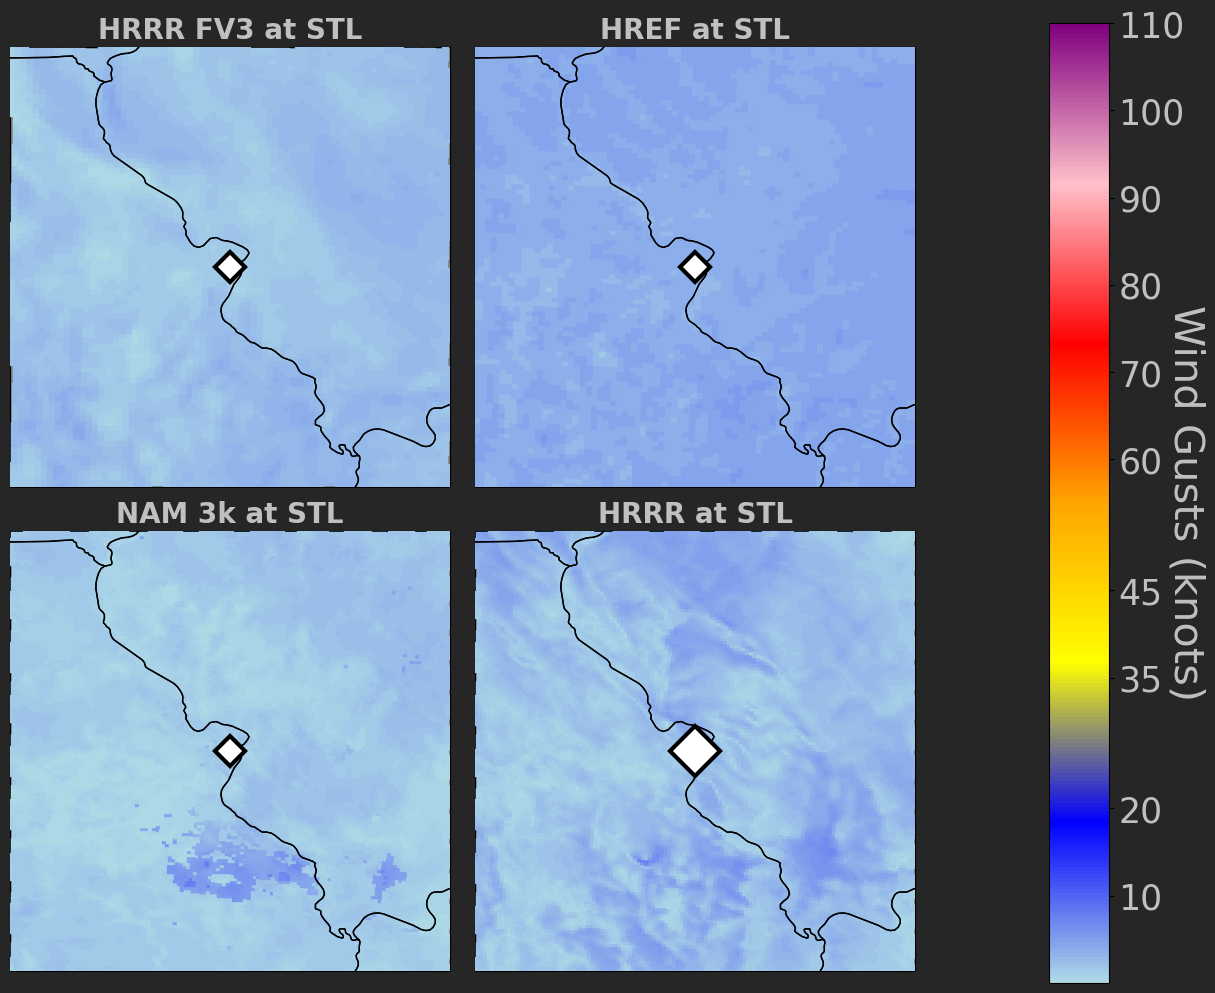 HRRR FV3 at STL
HREF at STL
NAM 3k at STL
HRRR at STL
110
100
90
80
70
60
45
35
20
10
Wind Gusts (knots)